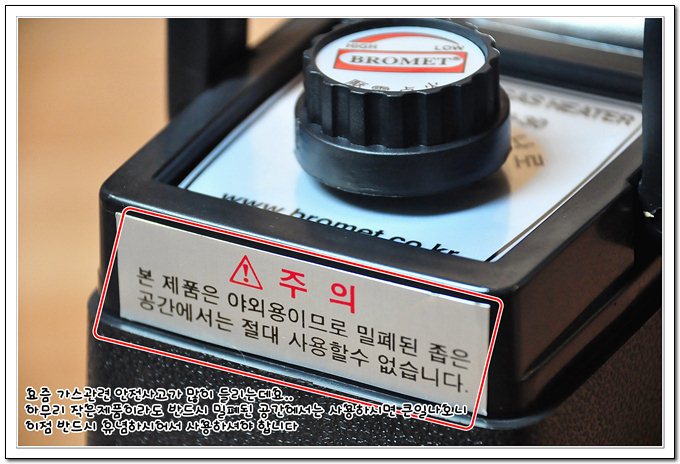 HIGH LOW
BROMET®
GAS HEATER
www.bromet.co.kr
⚠ 주 의
본 제품은 야외용이므로 밀폐된 좁은
공간에서는 절대 사용할수 없습니다.
요즘 가스관련 안전사고가 많이 들리는데요..
아무리 작은제품이라도 반드시 밀폐된 공간에서는 사용하시면 큰일나오니
이점 반드시 유념하시어서 사용하셔야 합니다